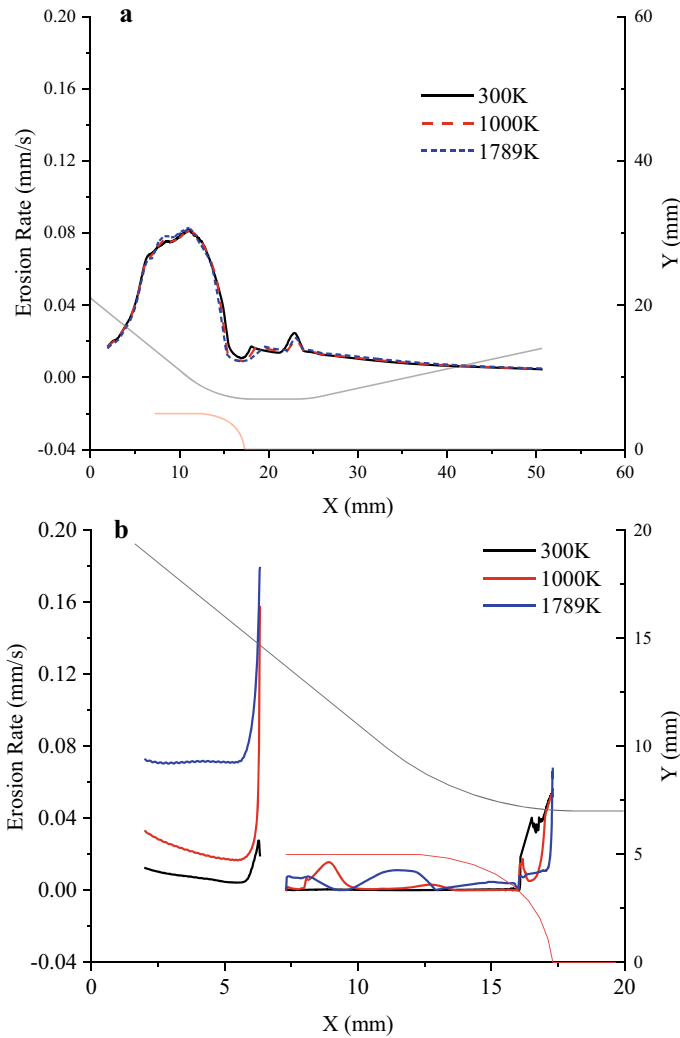 a
0.20
0.16
0.12
0.08
0.04
0.00
-0.04
Erosion Rate (mm/s)
300K
1000K
1789K
60
40
20
0
Y (mm)
0 10 20 30 40 50 60
X (mm)
b
0.20
0.16
0.12
0.08
0.04
0.00
-0.04
Erosion Rate (mm/s)
300K
1000K
1789K
20
15
10
5
0
Y (mm)
0 5 10 15 20
X (mm)